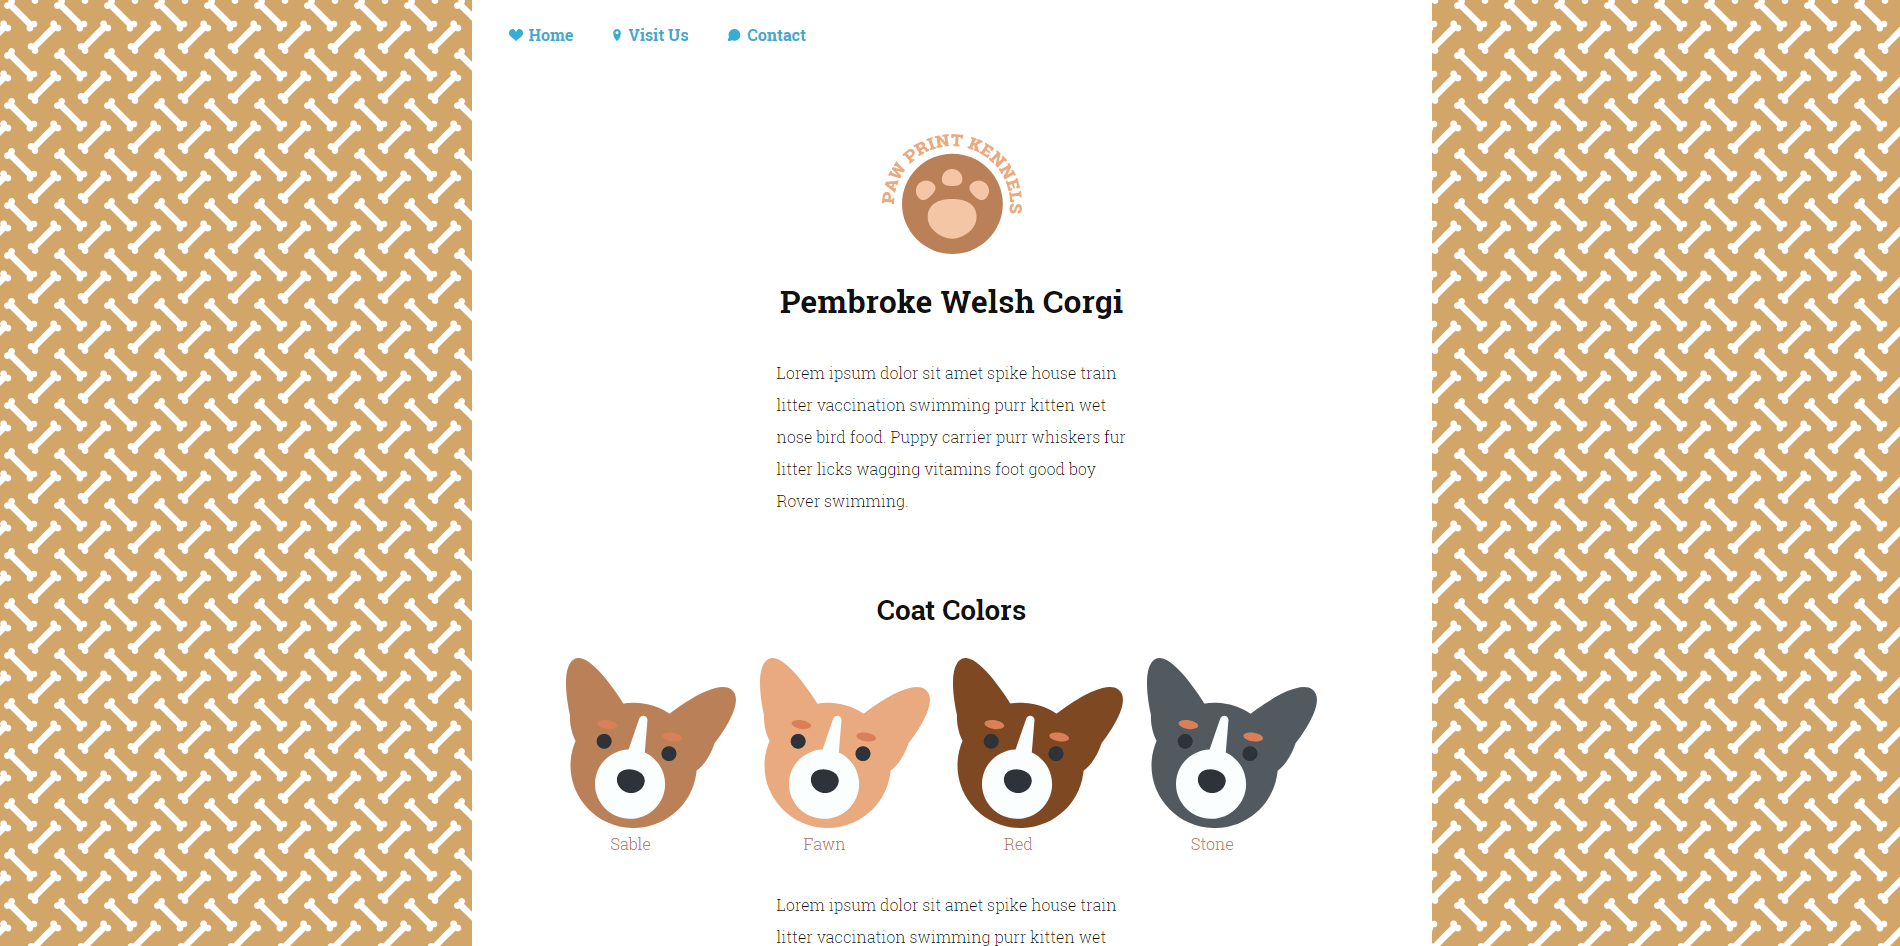 Home
Visit Us
Contact
PAW PRINT KENNELS
Pembroke Welsh Corgi
Lorem ipsum dolor sit amet spike house train
litter vaccination swimming purr kitten wet
nose bird food. Puppy carrier purr whiskers fur
litter licks wagging vitamins foot good boy
Rover swimming.
Coat Colors
Sable
Fawn
Red
Stone
Lorem ipsum dolor sit amet spike house train
litter vaccination swimming purr kitten wet